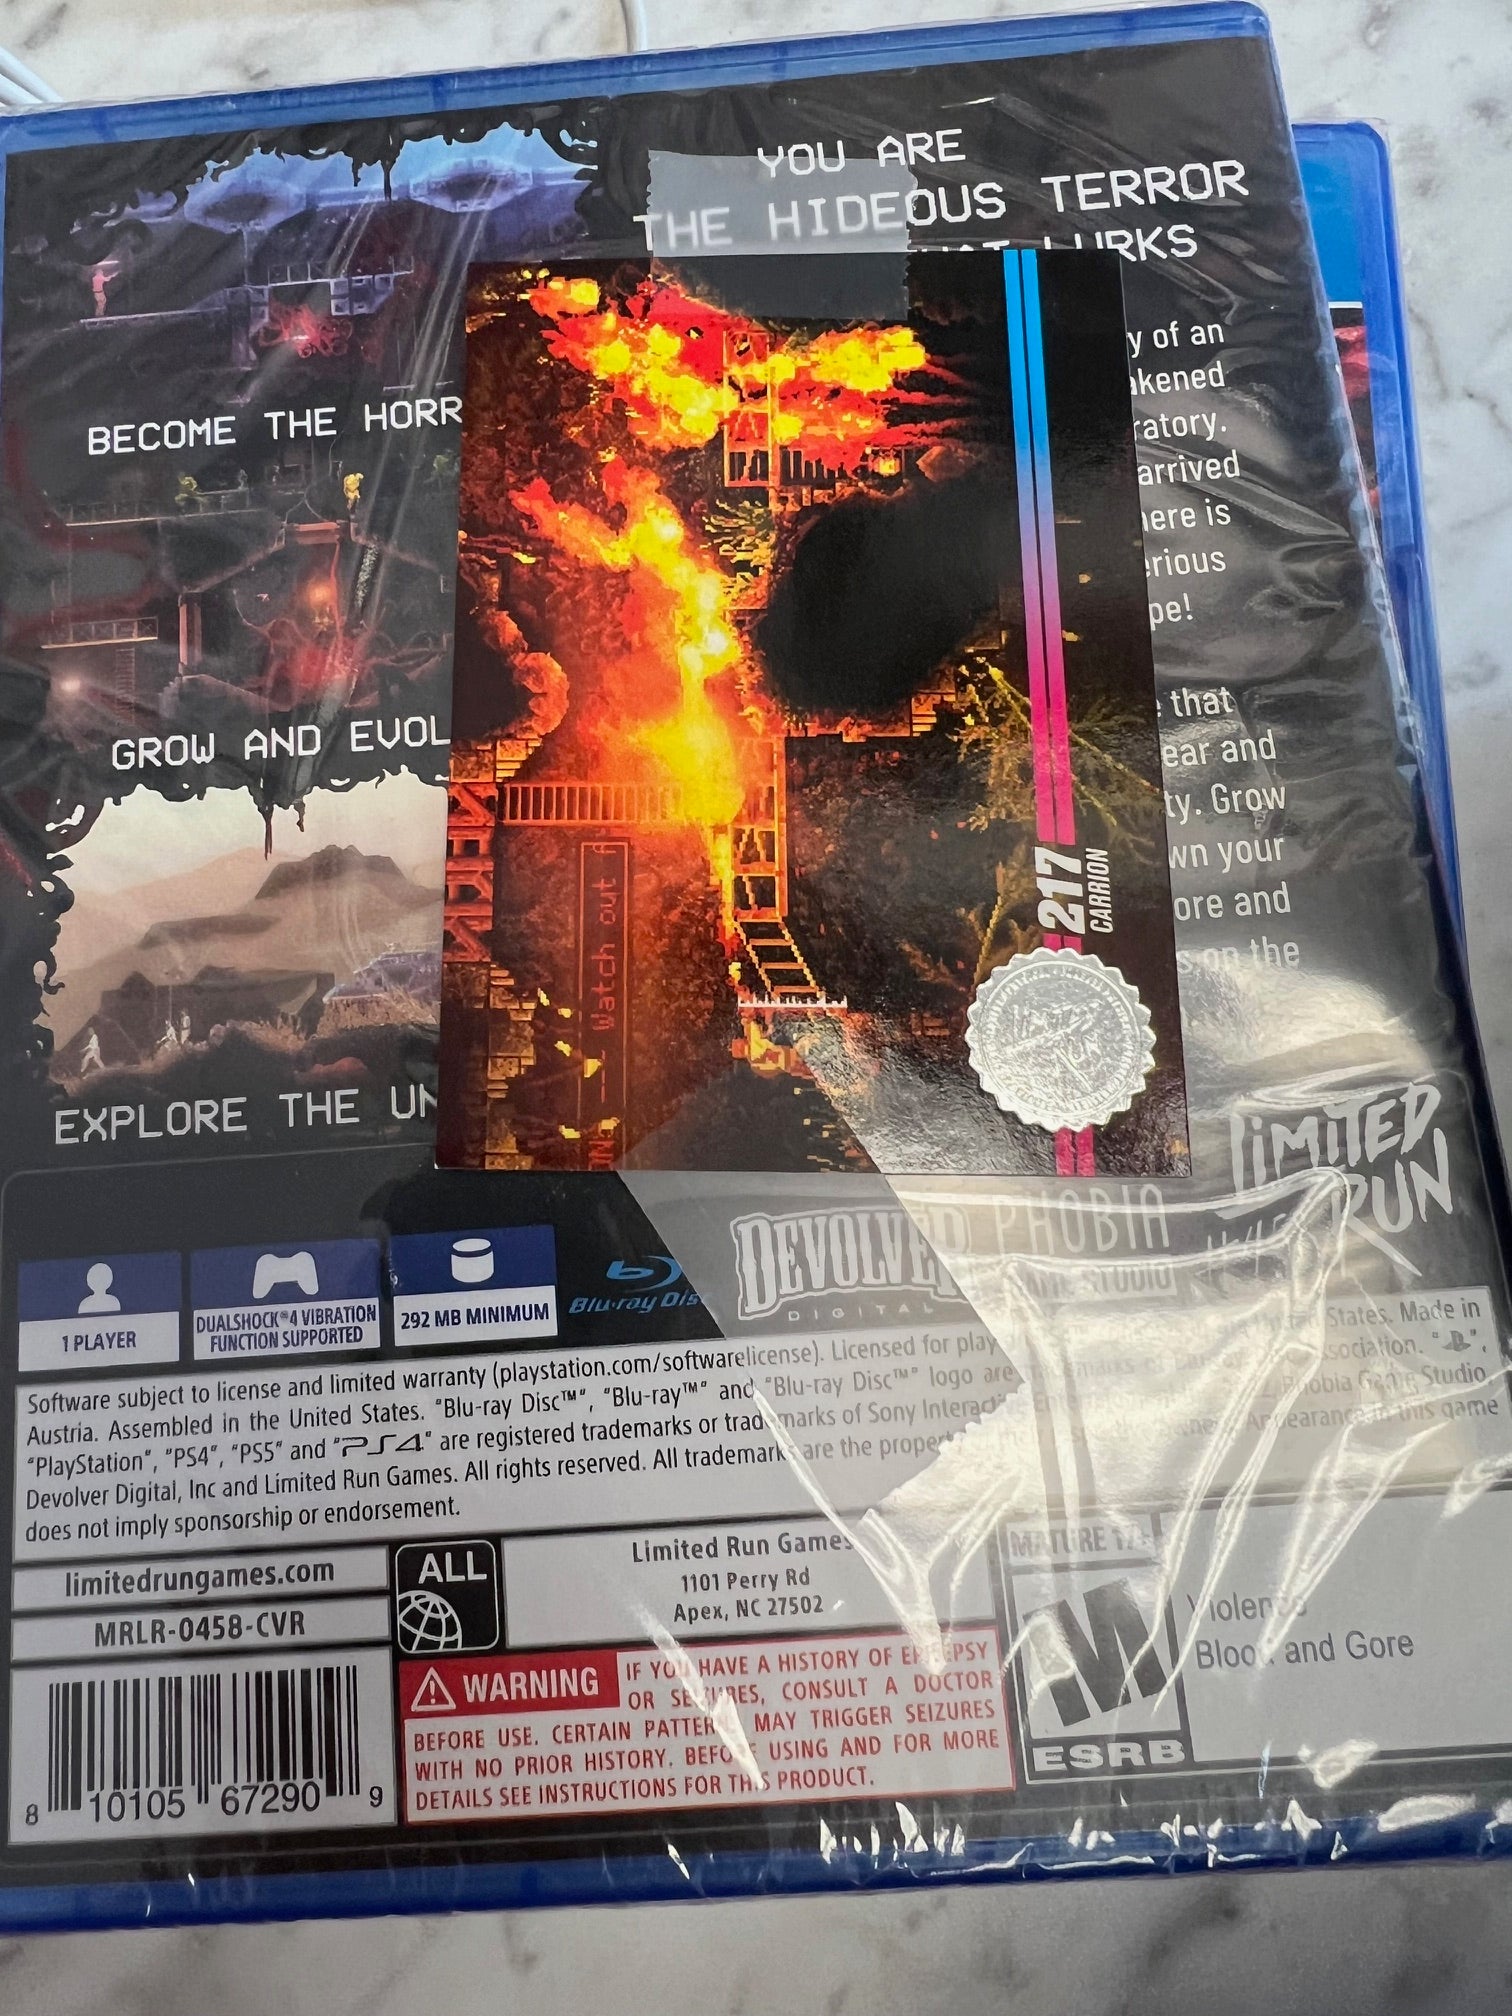 YOU ARE
THE HIDEOUS TERROR
LURKS
BECOME THE HORR
GROW AND EVOL
EXPLORE THE UN
y of an
akened
ratory.
arrived
here is
erious
pe!
that
ear and
ty. Grow
wn your
ore and
s on the
Watch out
217
CARRION
LIMITED
RUN
DEVOLVER
DIGITAL
PHOBIA
GAME STUDIO
1 PLAYER
DUALSHOCK®4 VIBRATION
FUNCTION SUPPORTED
292 MB MINIMUM
Blu-ray Disc
Software subject to license and limited warranty (playstation.com/softwarelicense). Licensed for play States. Made in
Austria. Assembled in the United States. "Blu-ray Disc™", "Blu-ray™" and "Blu-ray Disc™" logo are trademarks ssociation.
"PlayStation", "PS4", "PS5" and "PS4" are registered trademarks or trademarks of Sony Interactive Phobia Game Studio,
Devolver Digital, Inc and Limited Run Games. All rights reserved. All trademarks are the property Appearance in this game
does not imply sponsorship or endorsement.
limitedrungames.com
MRLR-0458-CVR
ALL
Limited Run Games
1101 Perry Rd
Apex, NC 27502
WARNING
IF YOU HAVE A HISTORY OF EPILEPSY
OR SEIZURES, CONSULT A DOCTOR
BEFORE USE. CERTAIN PATTERNS MAY TRIGGER SEIZURES
WITH NO PRIOR HISTORY. BEFORE USING AND FOR MORE
DETAILS SEE INSTRUCTIONS FOR THIS PRODUCT.
MATURE 17+
M
ESRB
Violence
Blood and Gore
8 10105 67290 9